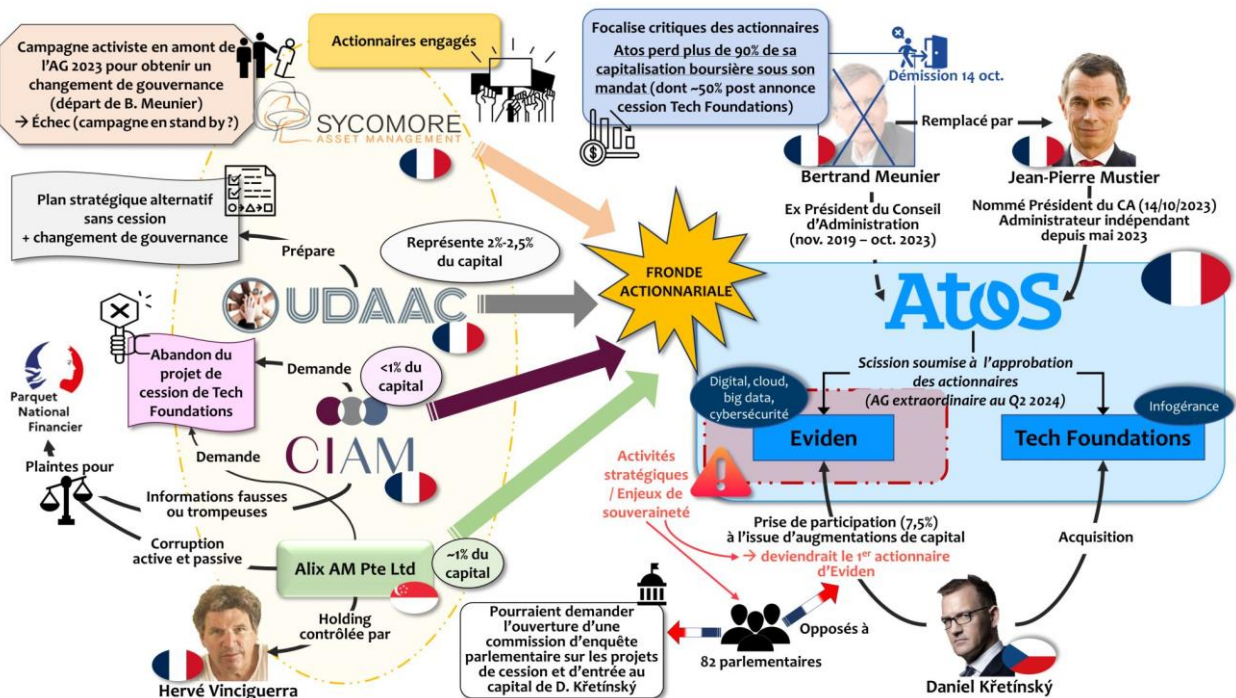 Campagne activiste en amont de
l'AG 2023 pour obtenir un
changement de gouvernance
(départ de B. Meunier)
→ Échec (campagne en stand by ?)
Actionnaires engagés
SYCOMORE
ASSET MANAGEMENT
Focalise critiques des actionnaires
Atos perd plus de 90% de sa
capitalisation boursière sous son
mandat (dont ~50% post annonce
cession Tech Foundations)
Démission 14 oct.
Remplacé par
Bertrand Meunier
Jean-Pierre Mustier
Ex Président du Conseil
d'Administration
(nov. 2019 – oct. 2023)
Nommé Président du CA (14/10/2023)
Administrateur indépendant
depuis mai 2023
Plan stratégique alternatif
sans cession
+ changement de gouvernance
Prépare
Représente 2%-2,5%
du capital
UDAAC
FRONDE
ACTIONNARIALE
Atos
Scission soumise à l'approbation
des actionnaires
(AG extraordinaire au Q2 2024)
Digital, cloud,
big data,
cybersécurité
Infogérance
Eviden
Tech Foundations
Parquet
National
Financier
Abandon du
projet de
cession de Tech
Foundations
Demande
<1% du
capital
CIAM
Demande
Plaintes pour
Informations fausses
ou trompeuses
Corruption
active et passive
Alix AM Pte Ltd
~1% du
capital
Holding
contrôlée par
Hervé Vinciguerra
Activités
stratégiques
/ Enjeux de
souveraineté
Prise de participation (7,5%)
à l'issue d'augmentations de capital
→ deviendrait le 1er actionnaire
d'Eviden
Acquisition
Pourraient demander
l'ouverture d'une
commission d'enquête
parlementaire sur les projets
de cession et d'entrée au
capital de D. Křetínský
Opposés à
82 parlementaires
Daniel Křetínský